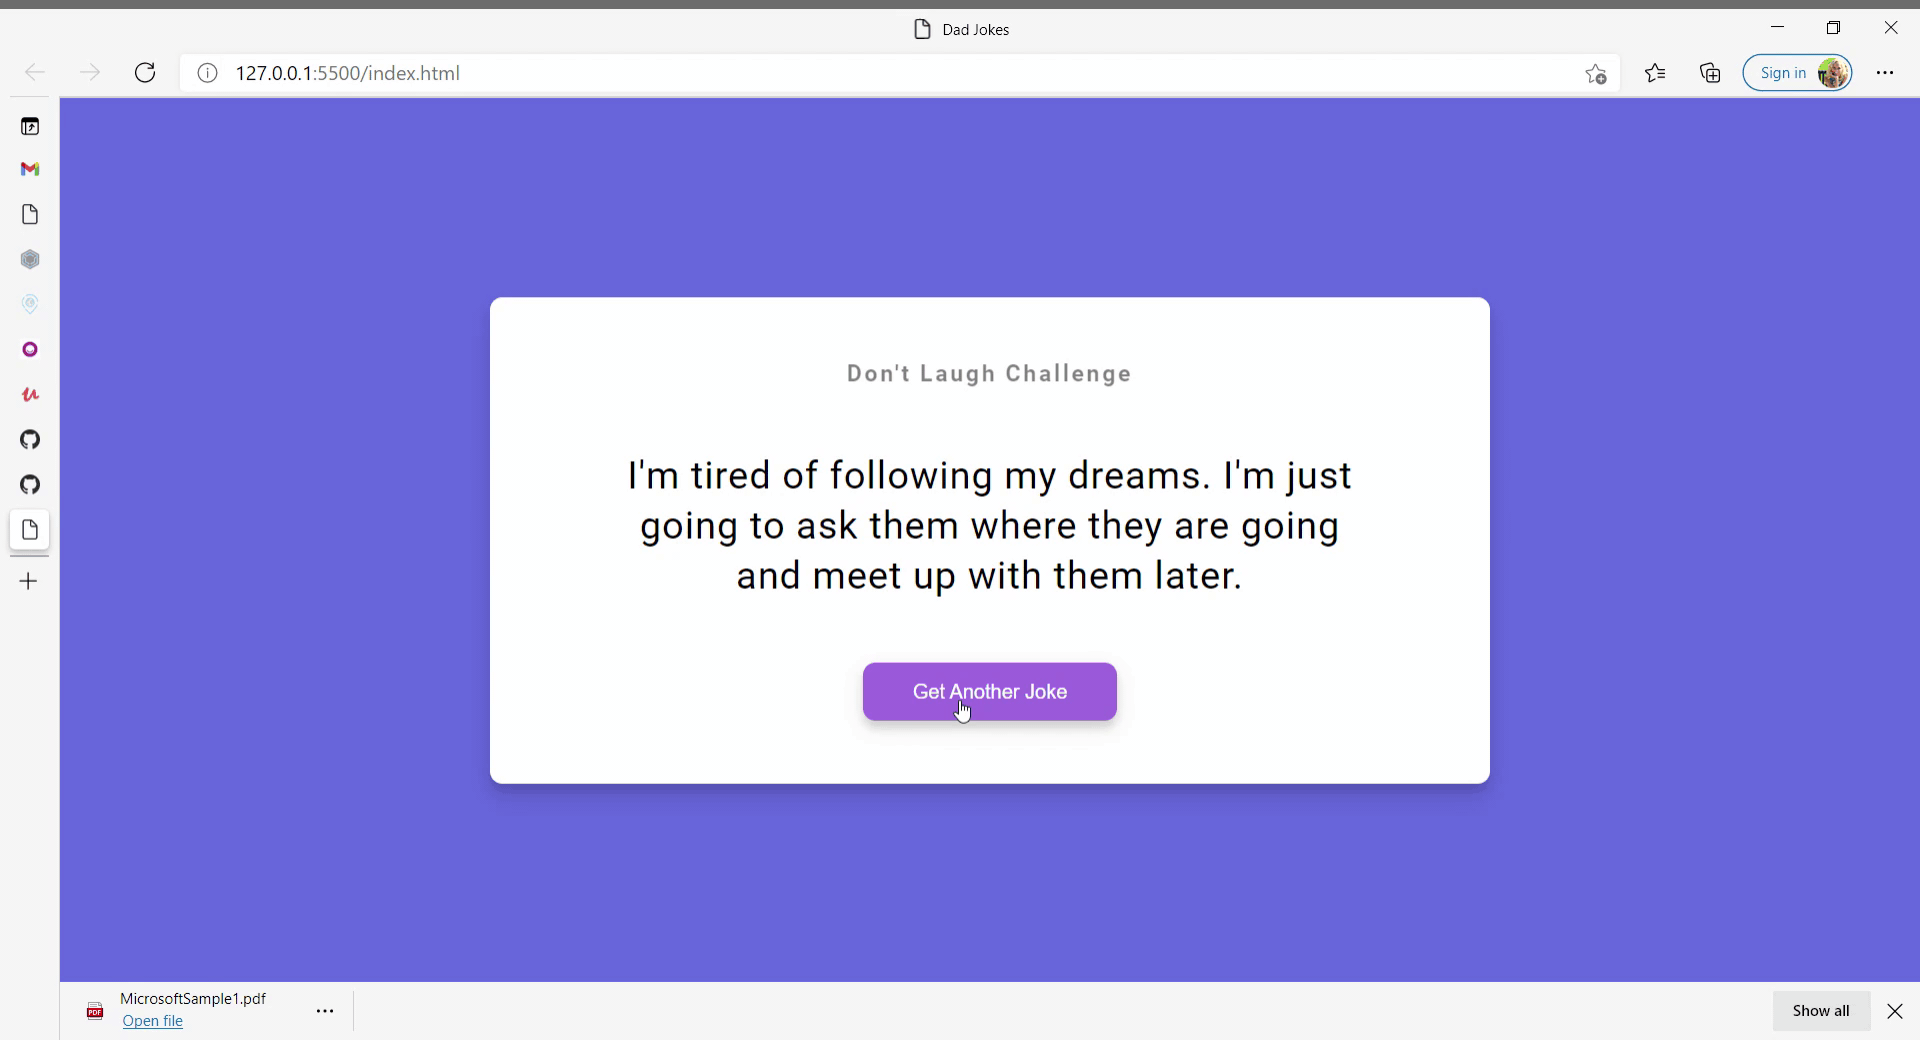 Dad Jokes
127.0.0.1:5500/index.html
Sign in
Don't Laugh Challenge
I'm tired of following my dreams. I'm just
going to ask them where they are going
and meet up with them later.
Get Another Joke
MicrosoftSample1.pdf
Open file
Show all